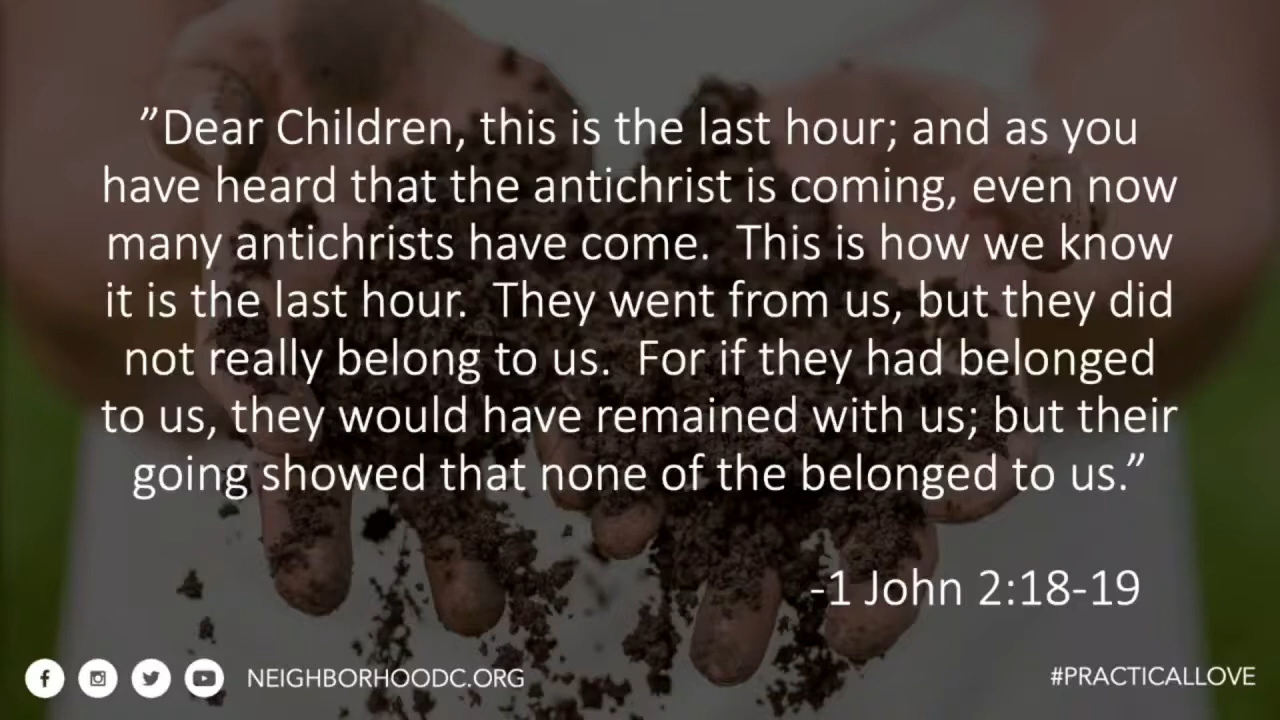 ”Dear Children, this is the last hour; and as you
have heard that the antichrist is coming, even now
many antichrists have come.  This is how we know
it is the last hour.  They went from us, but they did
not really belong to us.  For if they had belonged
to us, they would have remained with us; but their
going showed that none of the belonged to us.”
-1 John 2:18-19
NEIGHBORHOODC.ORG
#PRACTICALLOVE